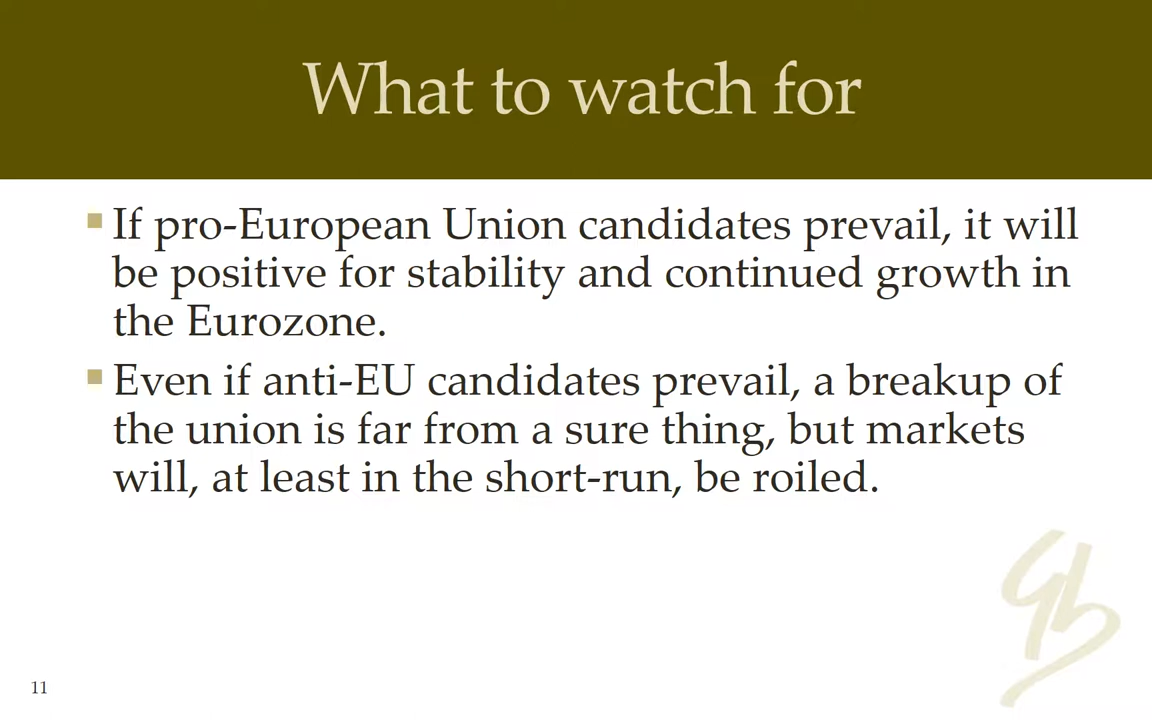 What to watch for
If pro-European Union candidates prevail, it will
be positive for stability and continued growth in
the Eurozone.
Even if anti-EU candidates prevail, a breakup of
the union is far from a sure thing, but markets
will, at least in the short-run, be roiled.
11